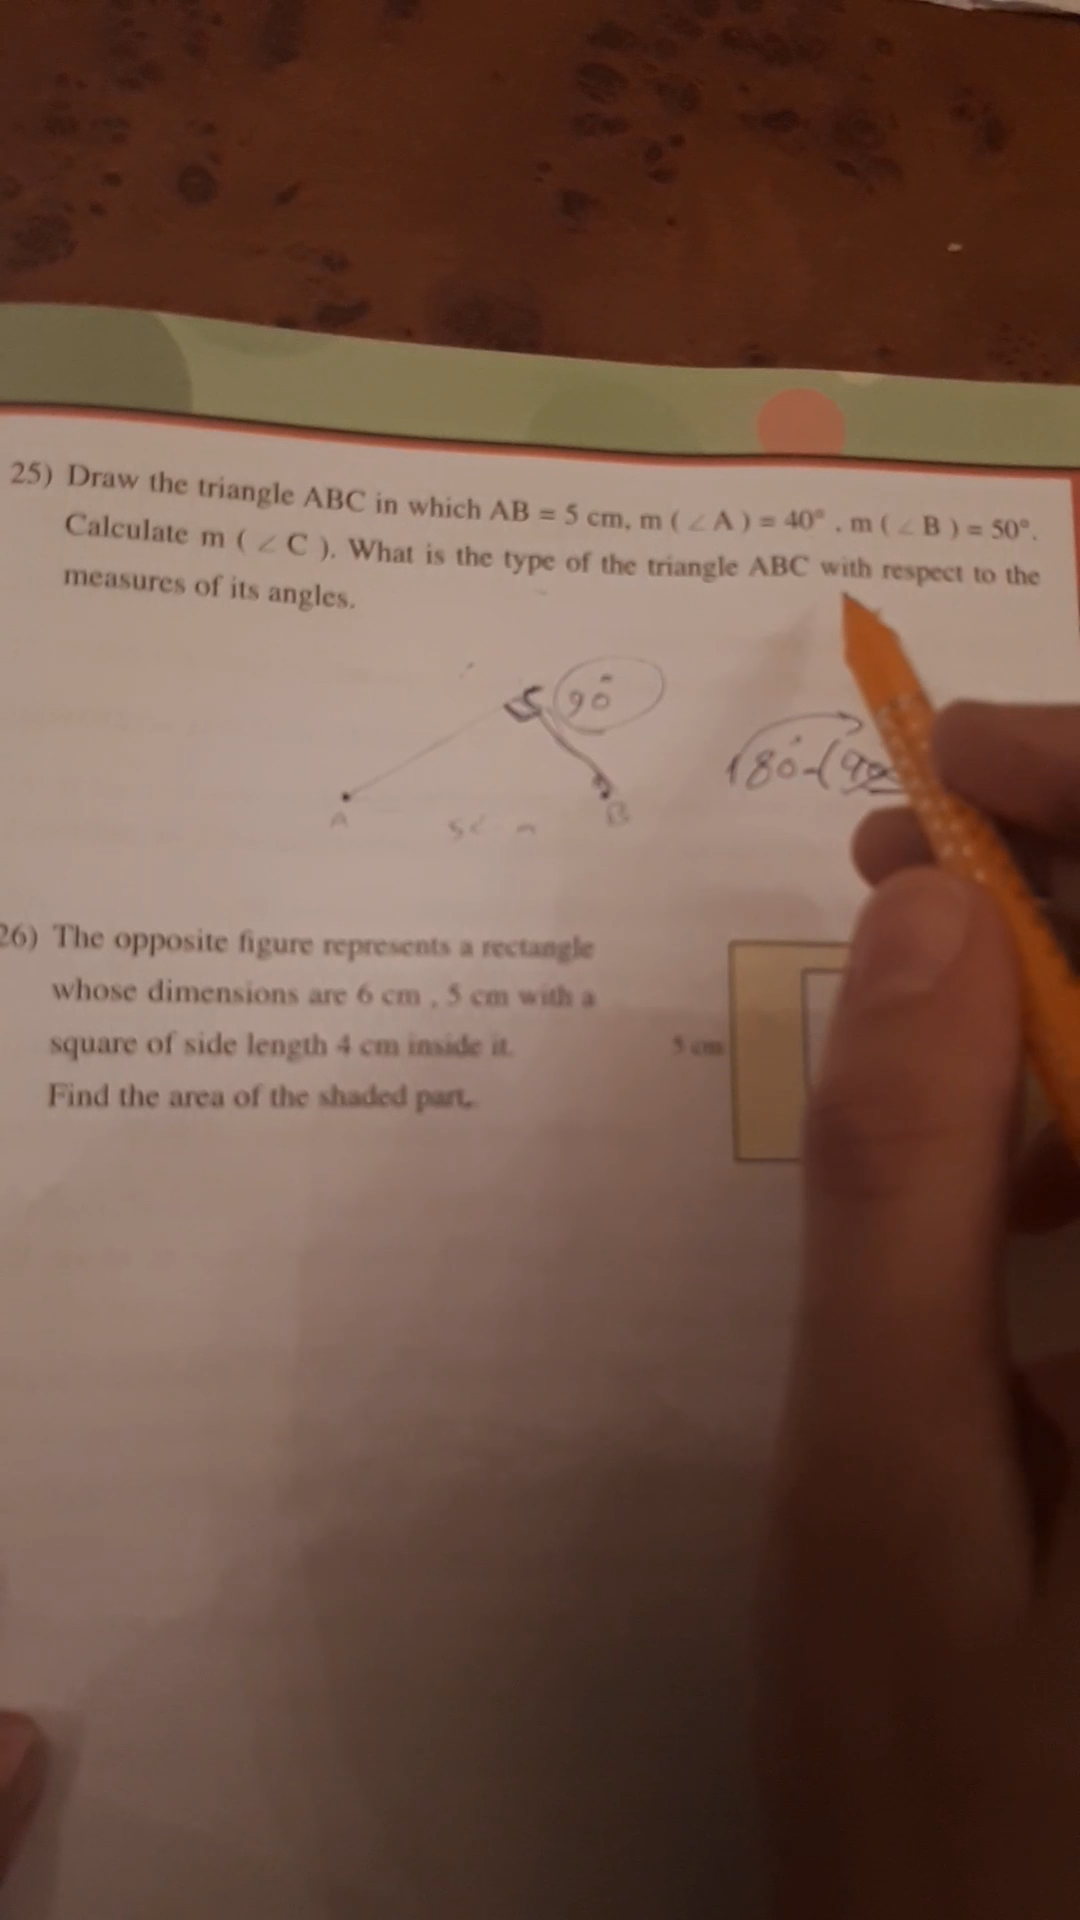 25) Draw the triangle ABC in which AB = 5 cm, m ( ∠ A ) = 40° , m ( ∠ B ) = 50°.
Calculate m ( ∠ C ). What is the type of the triangle ABC with respect to the
measures of its angles.
90°
180°-(90
A
B
26) The opposite figure represents a rectangle
whose dimensions are 6 cm , 5 cm with a
square of side length 4 cm inside it.
5 cm
Find the area of the shaded part.